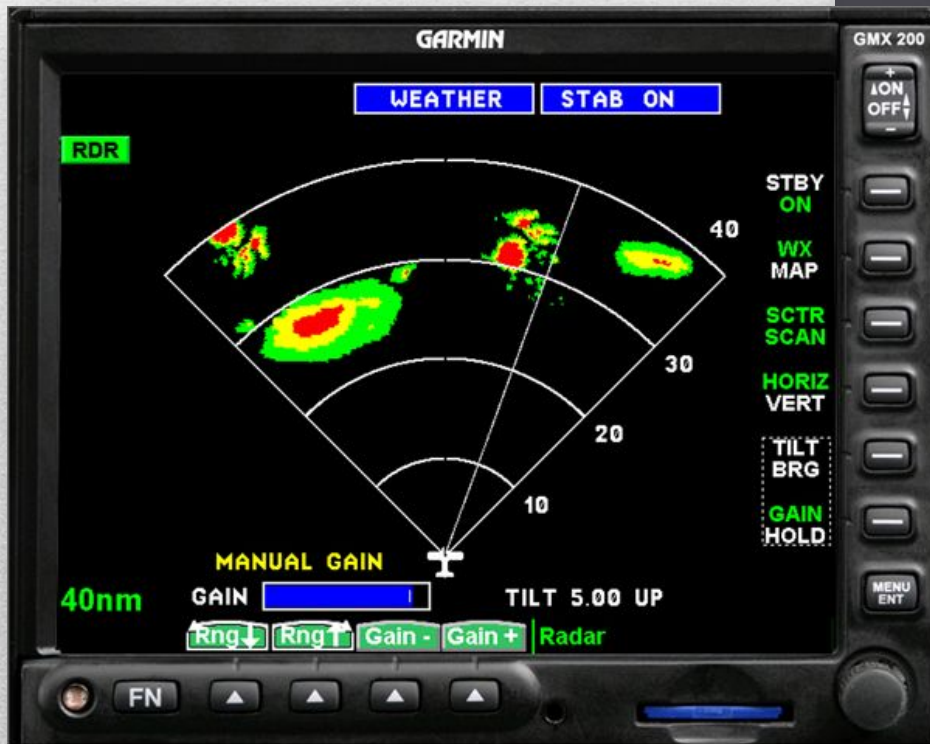 GARMIN
GMX 200
WEATHER
STAB ON
+
ON
OFF
-
RDR
STBY
ON
WX
MAP
SCTR
SCAN
HORIZ
VERT
TILT
BRG
GAIN
HOLD
40
30
20
10
MANUAL GAIN
40nm
GAIN
TILT 5.00 UP
MENU
ENT
Rng↓
Rng↑
Gain -
Gain +
Radar
FN